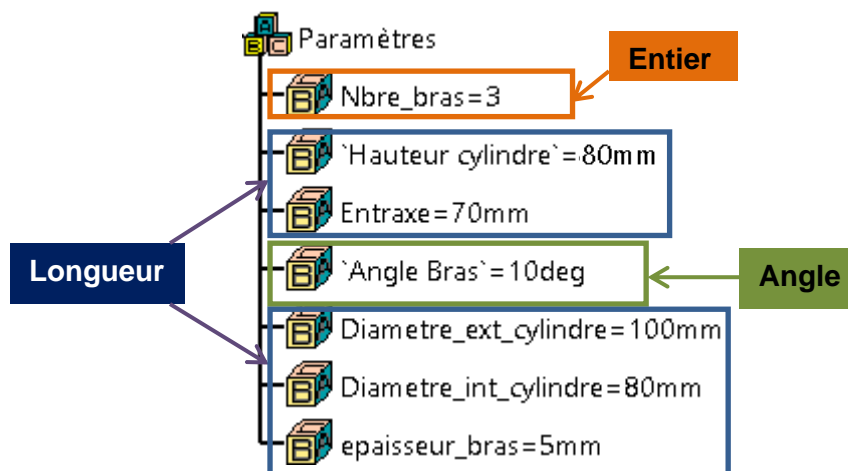 Paramètres
Entier
Nbre_bras=3
`Hauteur cylindre`=80mm
Entraxe=70mm
Longueur
`Angle Bras`=10deg
Angle
Diametre_ext_cylindre=100mm
Diametre_int_cylindre=80mm
epaisseur_bras=5mm